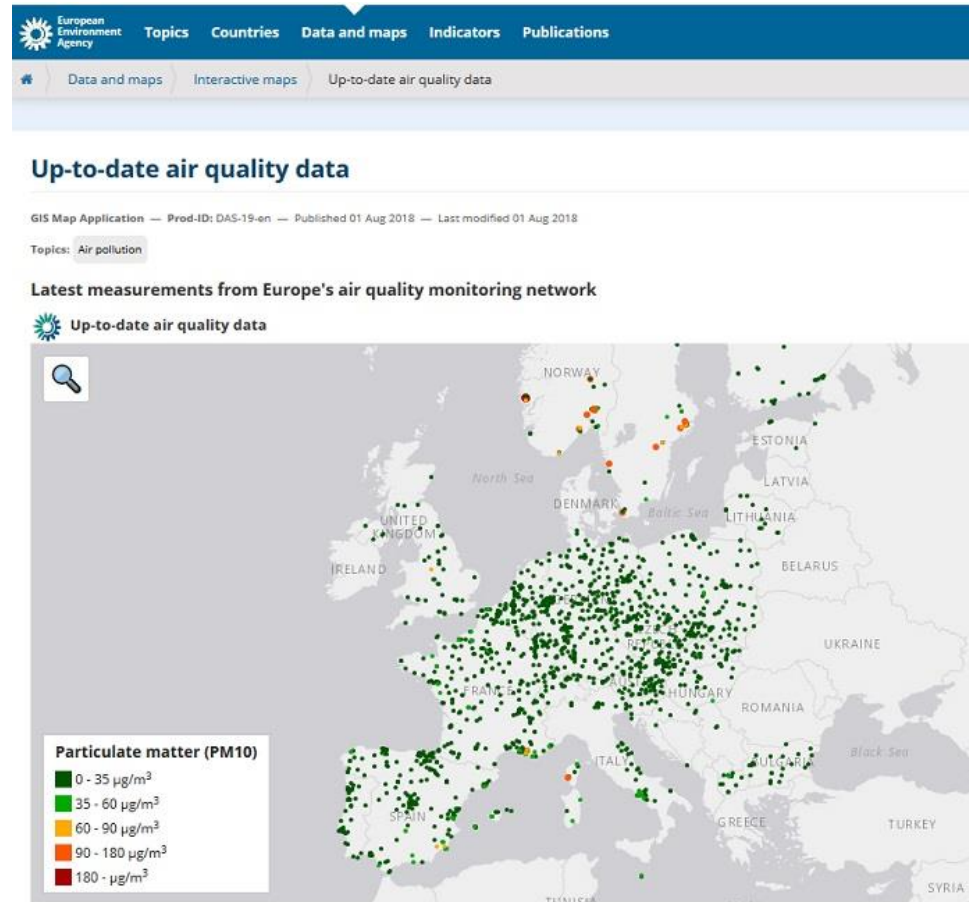 European
Environment
Agency
Topics Countries Data and maps Indicators Publications
Data and maps Interactive maps Up-to-date air quality data
Up-to-date air quality data
GIS Map Application — Prod-ID: DAS-19-en — Published 01 Aug 2018 — Last modified 01 Aug 2018
Topics: Air pollution
Latest measurements from Europe's air quality monitoring network
Up-to-date air quality data
NORWAY
ESTONIA
North Sea
LATVIA
DENMARK
Baltic Sea
LITHUANIA
UNITED
KINGDOM
IRELAND
BELARUS
UKRAINE
FRANCE
HUNGARY
ROMANIA
ITALY
BULGARIA
Black Sea
SPAIN
GREECE
TURKEY
SYRIA
TUNISIA
Particulate matter (PM10)
0 - 35 µg/m³
35 - 60 µg/m³
60 - 90 µg/m³
90 - 180 µg/m³
180 - µg/m³